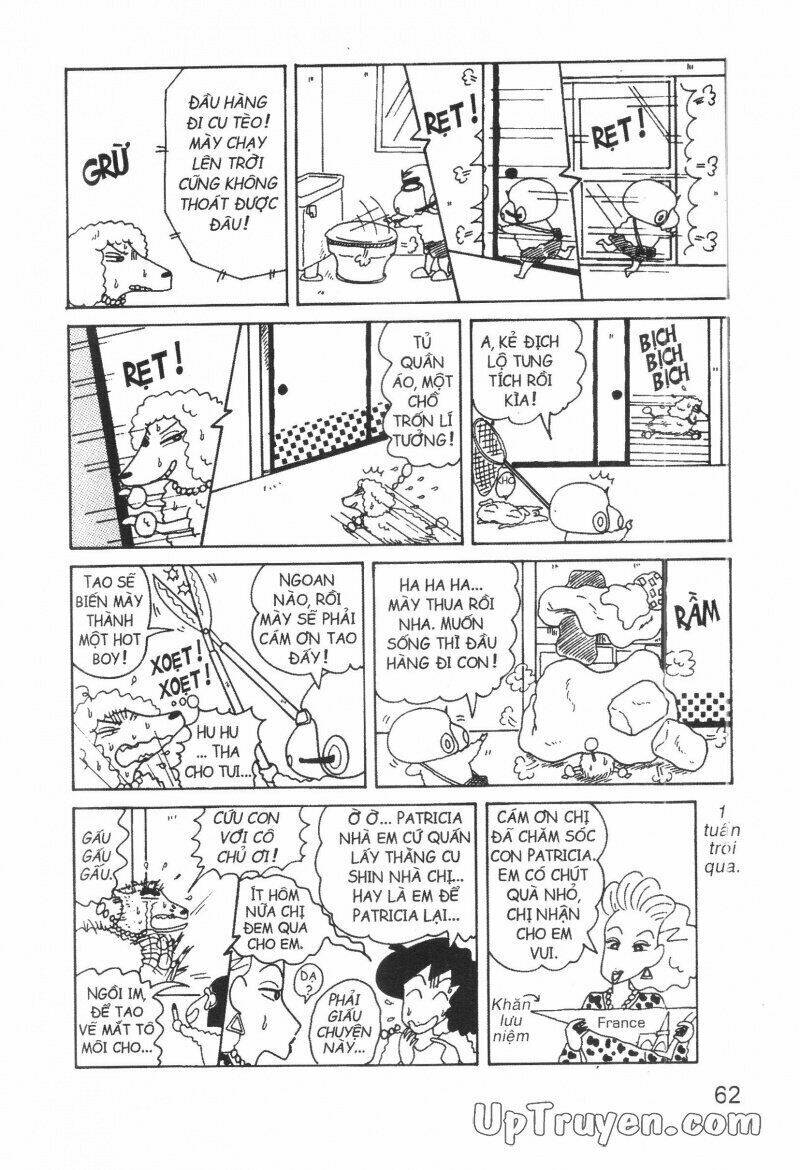 RẸT!
RẸT!
ĐẦU HÀNG
ĐI CU TÈO!
MÀY CHẠY
LÊN TRỜI
CŨNG KHÔNG
THOÁT ĐƯỢC
ĐÂU!
GRỪ
BỊCH
BỊCH
BỊCH
A, KẺ ĐỊCH
LỘ TUNG
TÍCH RỒI
KÌA!
KHÒ
TỦ
QUẦN
ÁO, MỘT
CHỖ
TRỐN LÍ
TƯỞNG!
RẸT!
RẦM
HA HA HA...
MÀY THUA RỒI
NHA. MUỐN
SỐNG THÌ ĐẦU
HÀNG ĐI CON!
NGOAN
NÀO, RỒI
MÀY SẼ PHẢI
CÁM ƠN TAO
ĐẤY!
TAO SẼ
BIẾN MÀY
THÀNH
MỘT HOT
BOY!
XOẸT!
XOẸT!
HU HU
... THA
CHO TUI...
1
tuần
trôi
qua.
CÁM ƠN CHỊ
ĐÃ CHĂM SÓC
CON PATRICIA.
EM CÓ CHÚT
QUÀ NHỎ,
CHỊ NHẬN
CHO EM
VUI.
Khăn
lưu
niệm
France
Ờ Ờ... PATRICIA
NHÀ EM CỨ QUẤN
LẤY THẰNG CU
SHIN NHÀ CHỊ...
HAY LÀ EM ĐỂ
PATRICIA LẠI...
PHẢI
GIẤU
CHUYỆN
NÀY...
ÍT HÔM
NỮA CHỊ
ĐEM QUA
CHO EM.
DẠ
?
CỨU CON
VỚI CÔ
CHỦ ƠI!
GẤU
GẤU
GẤU.
NGỒI IM,
ĐỂ TAO
VẼ MẮT TÔ
MÔI CHO...
62
UpTruyen.com